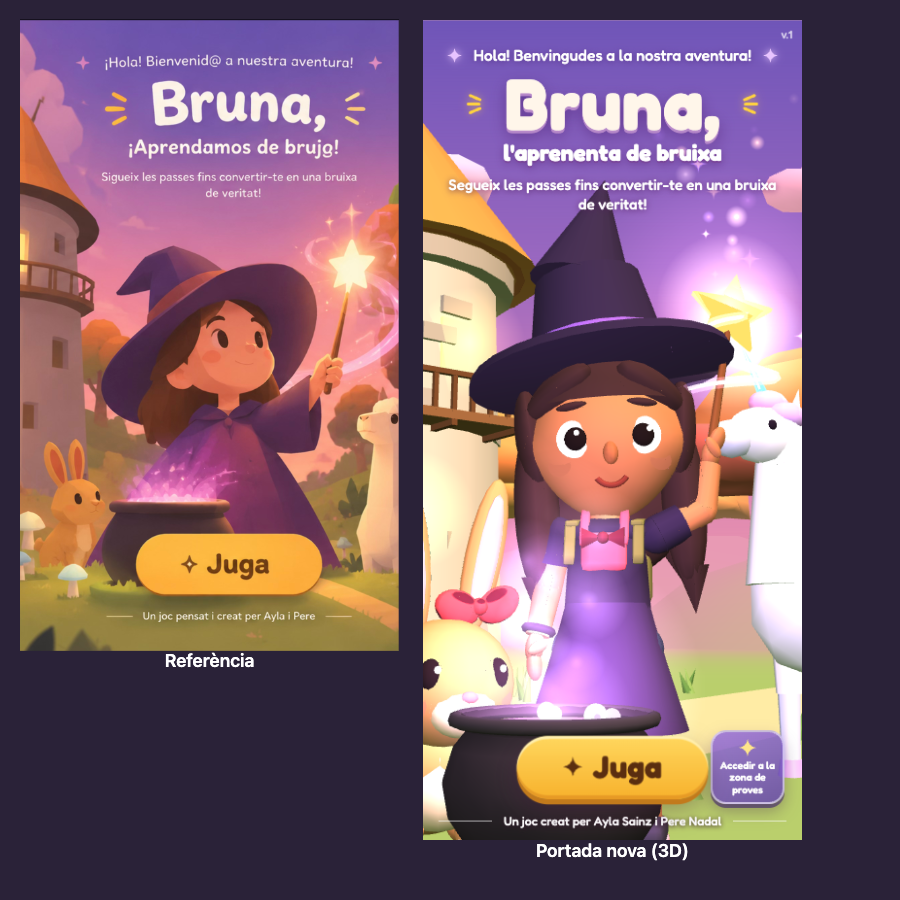 ¡Hola! Bienvenid@ a nuestra aventura!
Bruna,
¡Aprendamos de brujo!
Sigueix les passes fins convertir-te en una bruixa
de veritat!
Juga
Un joc pensat i creat per Ayla i Pere
Referència
v.1
Hola! Benvingudes a la nostra aventura!
Bruna,
l'aprenenta de bruixa
Segueix les passes fins convertir-te en una bruixa
de veritat!
Juga
Accedir a la
zona de
proves
Un joc creat per Ayla Sainz i Pere Nadal
Portada nova (3D)